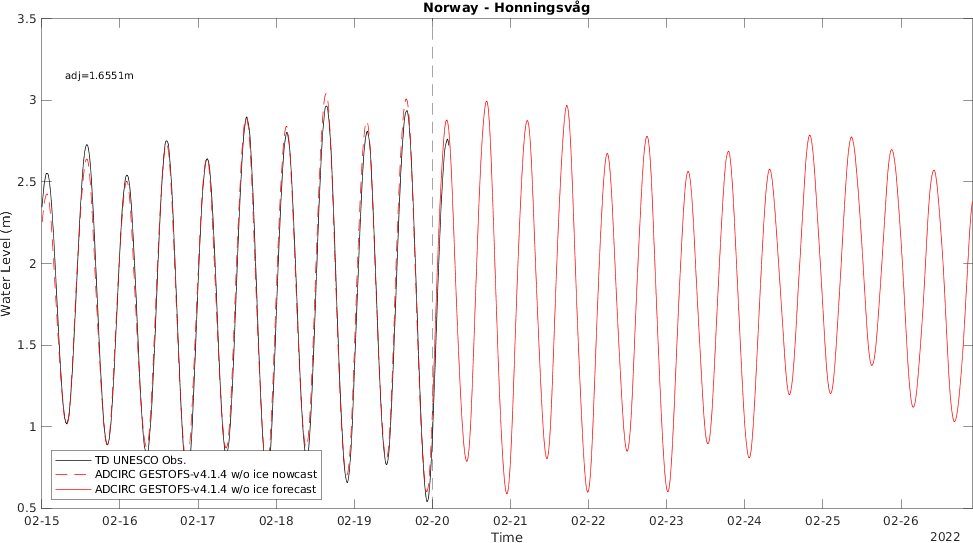 Norway - Honningsvåg
3.5
adj=1.6551m
3
2.5
2
Water Level (m)
1.5
1
TD UNESCO Obs.
ADCIRC GESTOFS-v4.1.4 w/o ice nowcast
ADCIRC GESTOFS-v4.1.4 w/o ice forecast
0.5
02-15 02-16 02-17 02-18 02-19 02-20 02-21 02-22 02-23 02-24 02-25 02-26
Time
2022